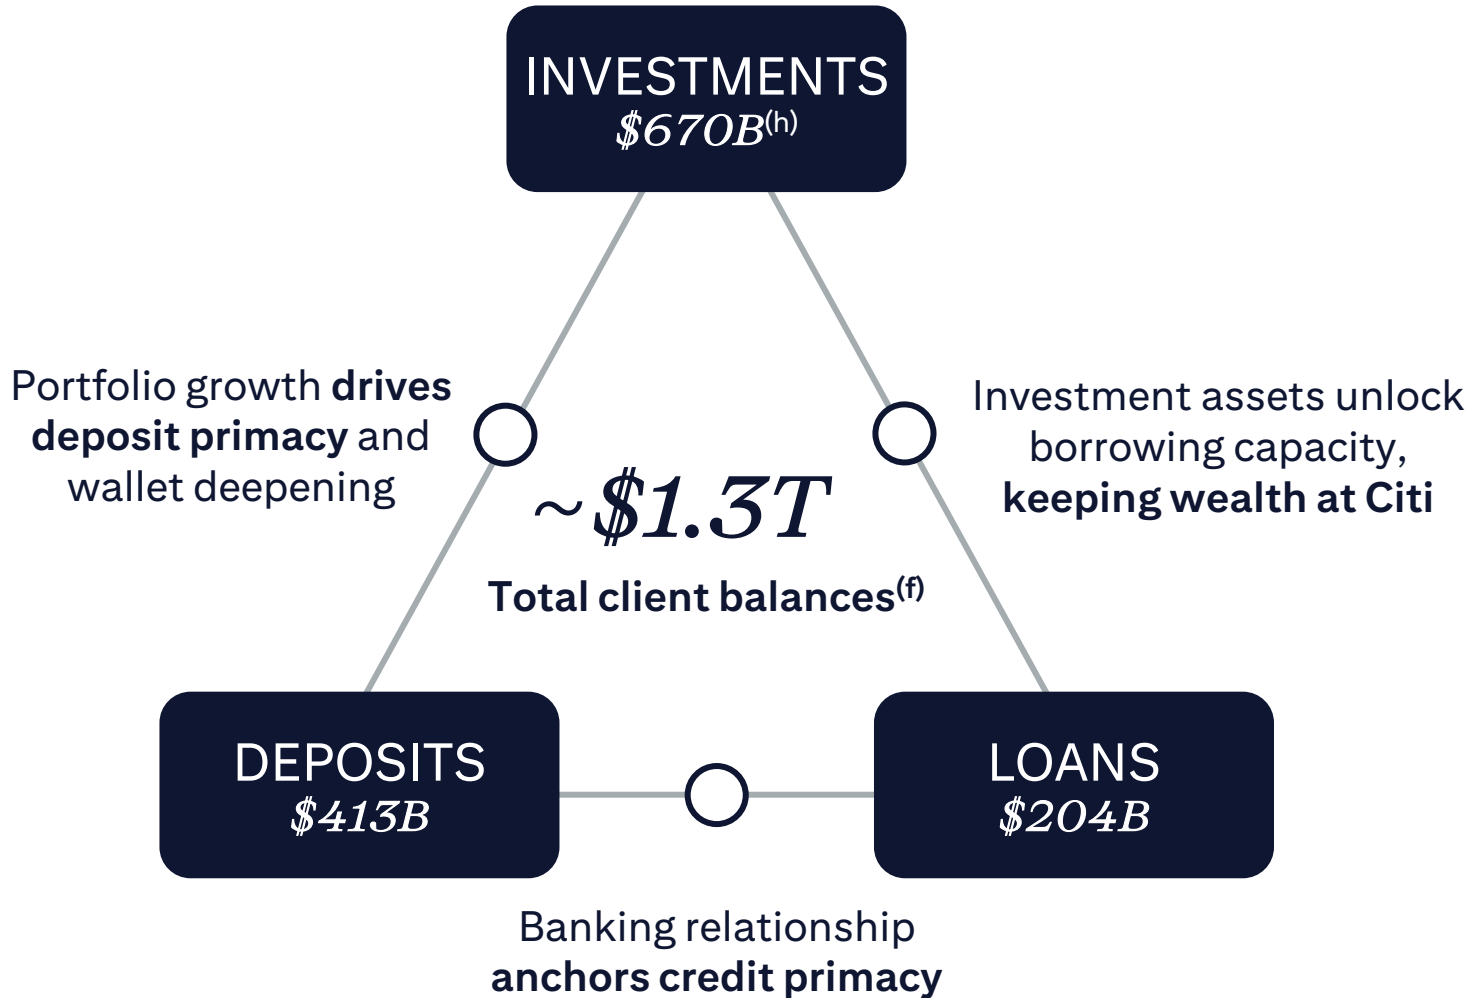 INVESTMENTS
$670B(h)
Portfolio growth drives
deposit primacy and
wallet deepening
Investment assets unlock
borrowing capacity,
keeping wealth at Citi
~$1.3T
Total client balances(f)
DEPOSITS
$413B
LOANS
$204B
Banking relationship
anchors credit primacy